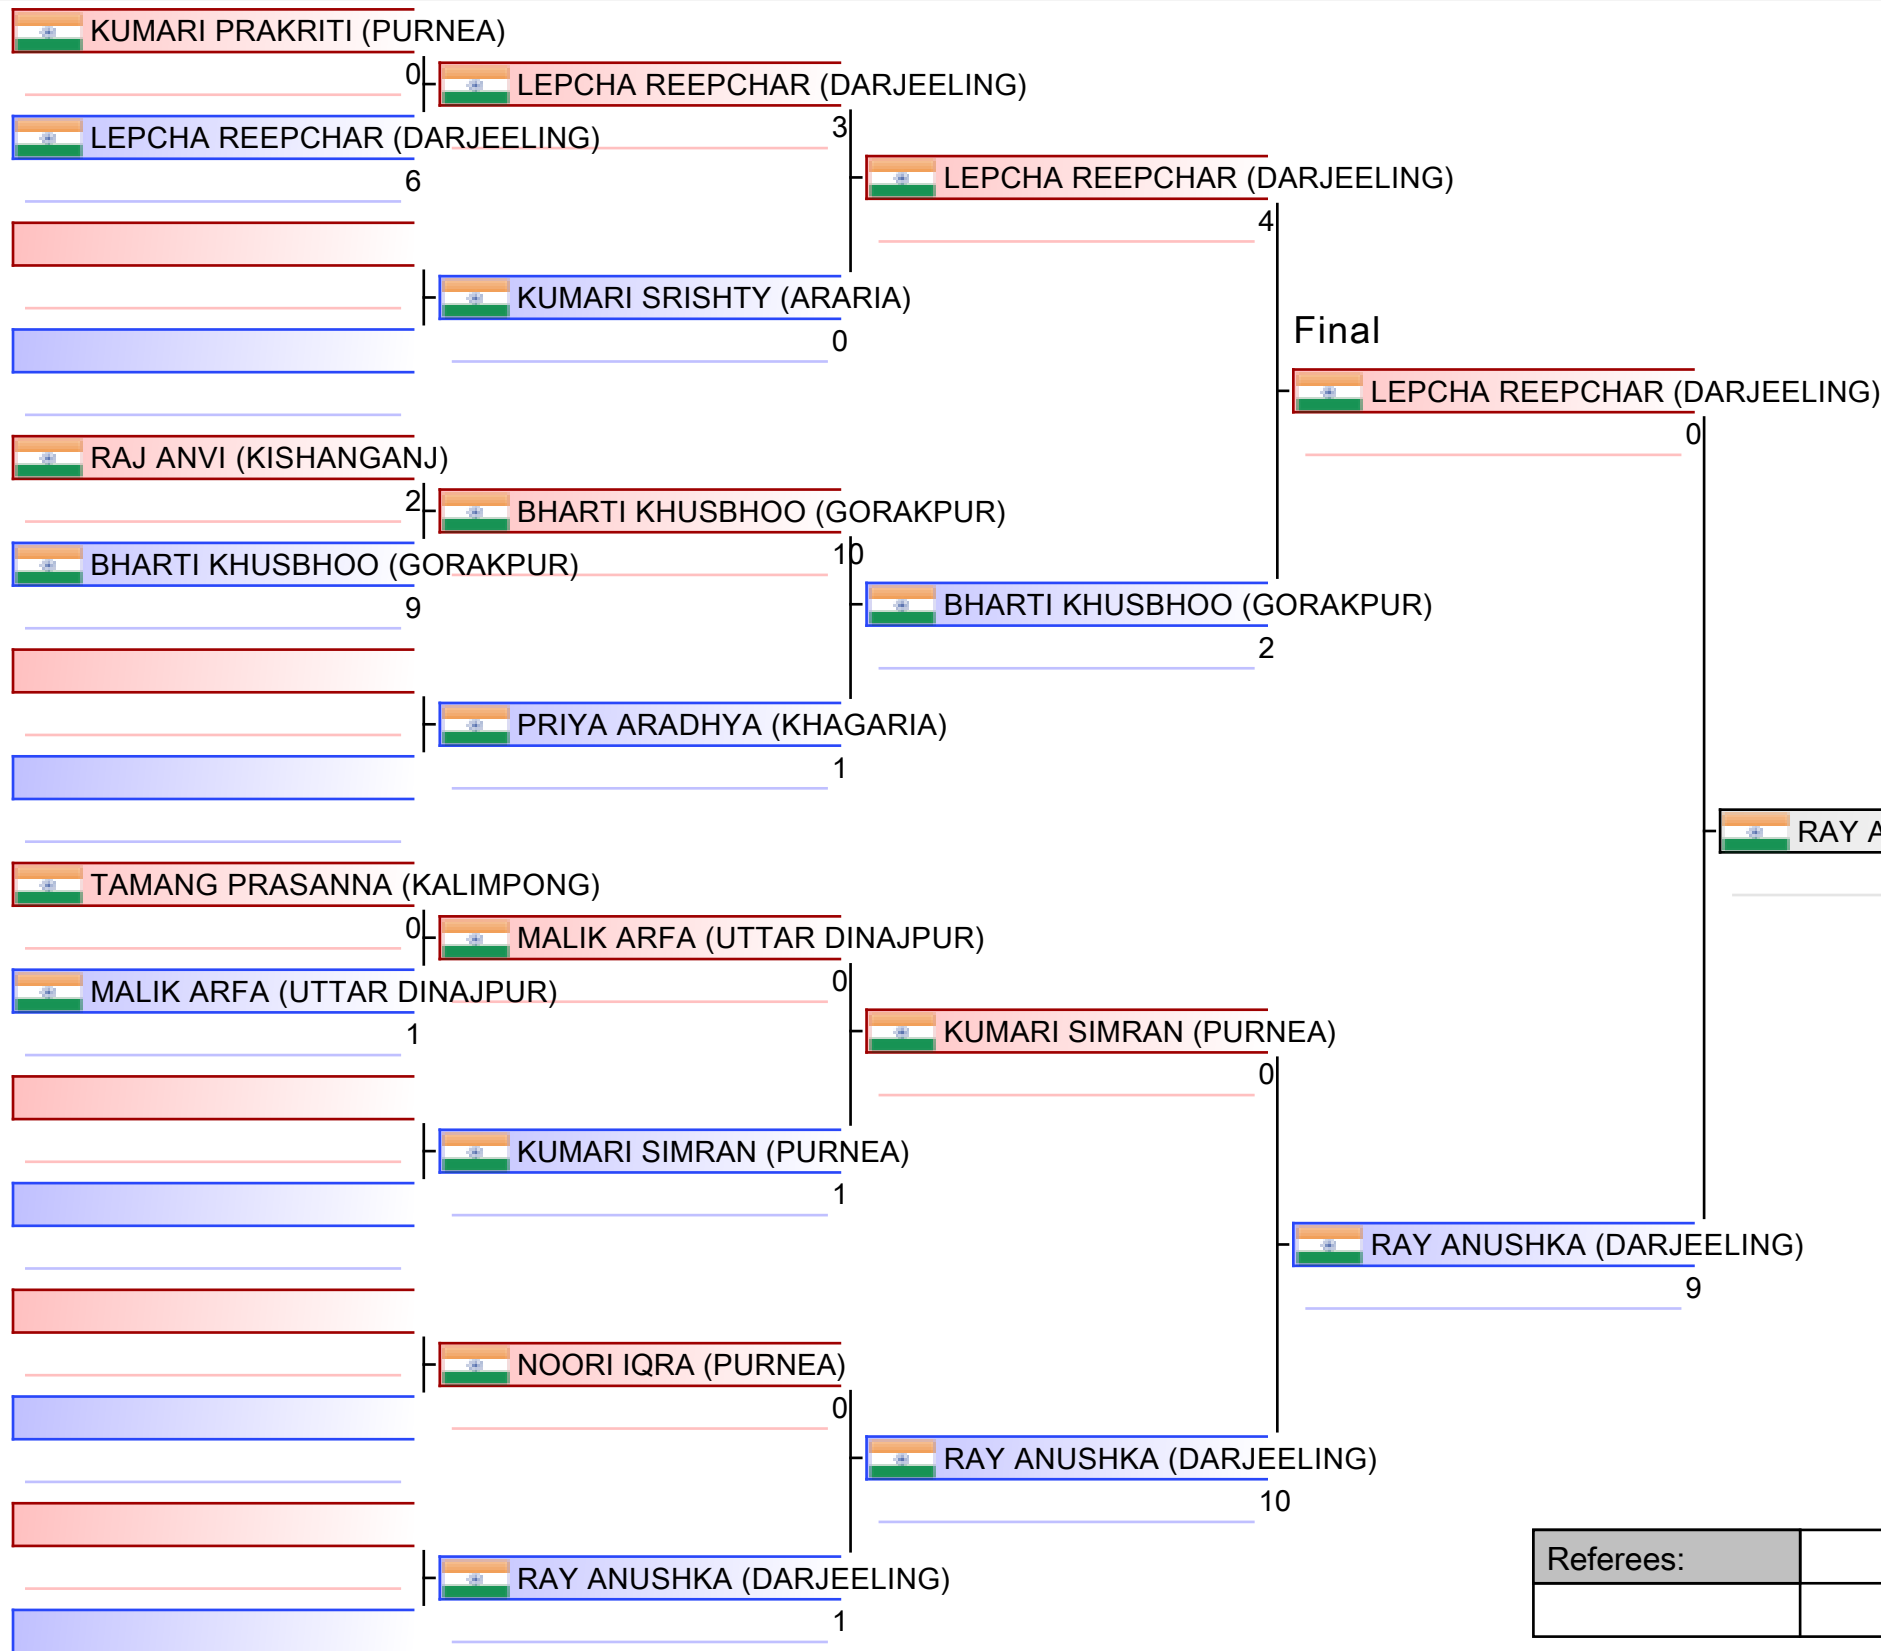 KUMARI PRAKRITI (PURNEA)
0
LEPCHA REEPCHAR (DARJEELING)
6
RAJ ANVI (KISHANGANJ)
2
BHARTI KHUSBHOO (GORAKPUR)
9
TAMANG PRASANNA (KALIMPONG)
0
MALIK ARFA (UTTAR DINAJPUR)
1
LEPCHA REEPCHAR (DARJEELING)
3
KUMARI SRISHTY (ARARIA)
0
BHARTI KHUSBHOO (GORAKPUR)
10
PRIYA ARADHYA (KHAGARIA)
1
MALIK ARFA (UTTAR DINAJPUR)
0
KUMARI SIMRAN (PURNEA)
1
NOORI IQRA (PURNEA)
0
RAY ANUSHKA (DARJEELING)
1
LEPCHA REEPCHAR (DARJEELING)
4
BHARTI KHUSBHOO (GORAKPUR)
2
KUMARI SIMRAN (PURNEA)
0
RAY ANUSHKA (DARJEELING)
10
Final
LEPCHA REEPCHAR (DARJEELING)
0
RAY ANUSHKA (DARJEELING)
9
RAY
Referees: